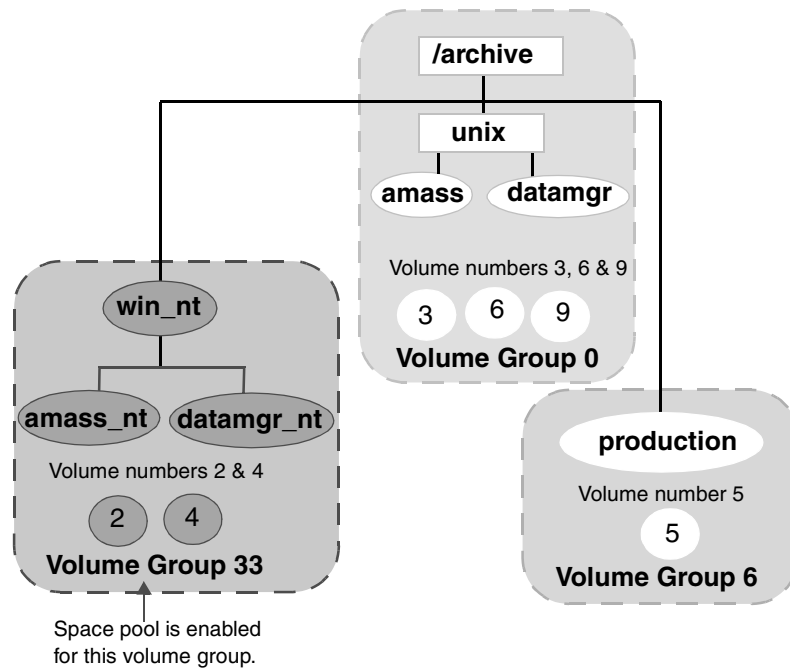 /archive
unix
amass
datamgr
Volume numbers 3, 6 & 9
3
6
9
Volume Group 0
win_nt
amass_nt
datamgr_nt
Volume numbers 2 & 4
2
4
Volume Group 33
Space pool is enabled
for this volume group.
production
Volume number 5
5
Volume Group 6